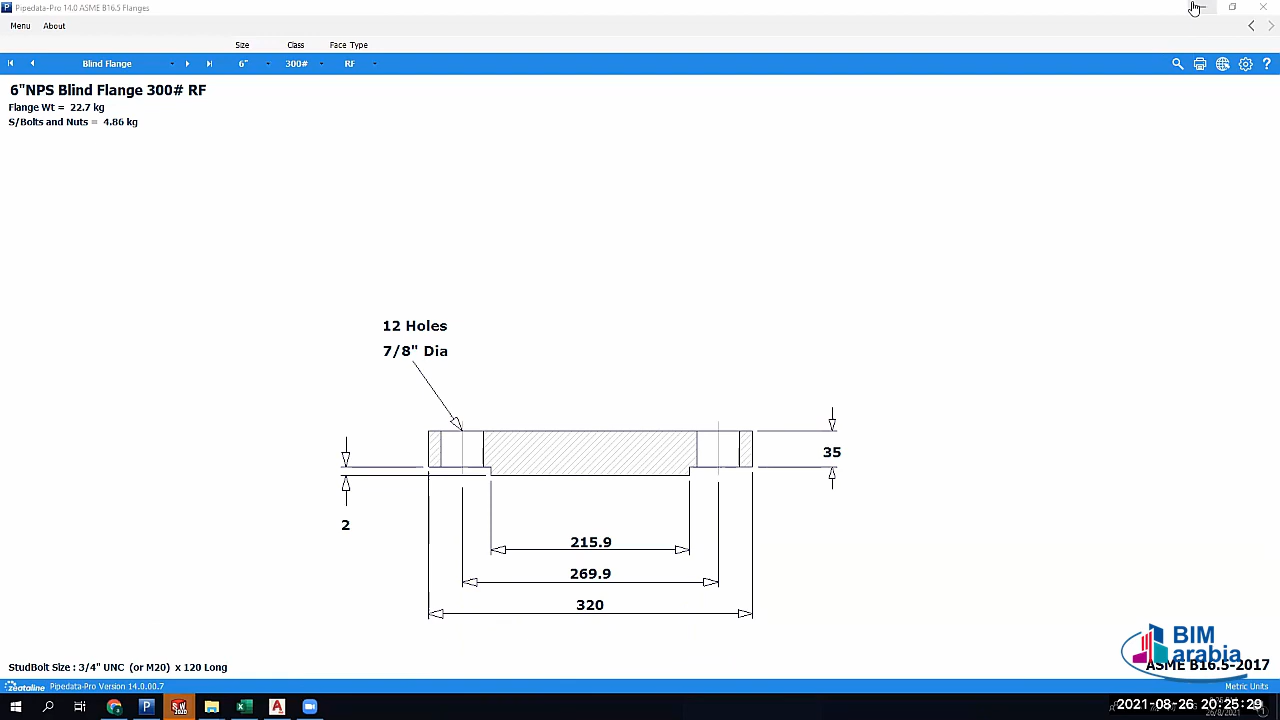 Pipedata-Pro 14.0 ASME B16.5 Flanges
Menu About
Size Class Face Type
Blind Flange 6" 300# RF
6"NPS Blind Flange 300# RF
Flange Wt = 22.7 kg
S/Bolts and Nuts = 4.86 kg
12 Holes
7/8" Dia
35
2
215.9
269.9
320
BIM
arabia
StudBolt Size : 3/4" UNC (or M20) x 120 Long
ASME B16.5-2017
Zeataline Pipedata-Pro Version 14.0.00.7
Metric Units
2021-08-26 20:25:29